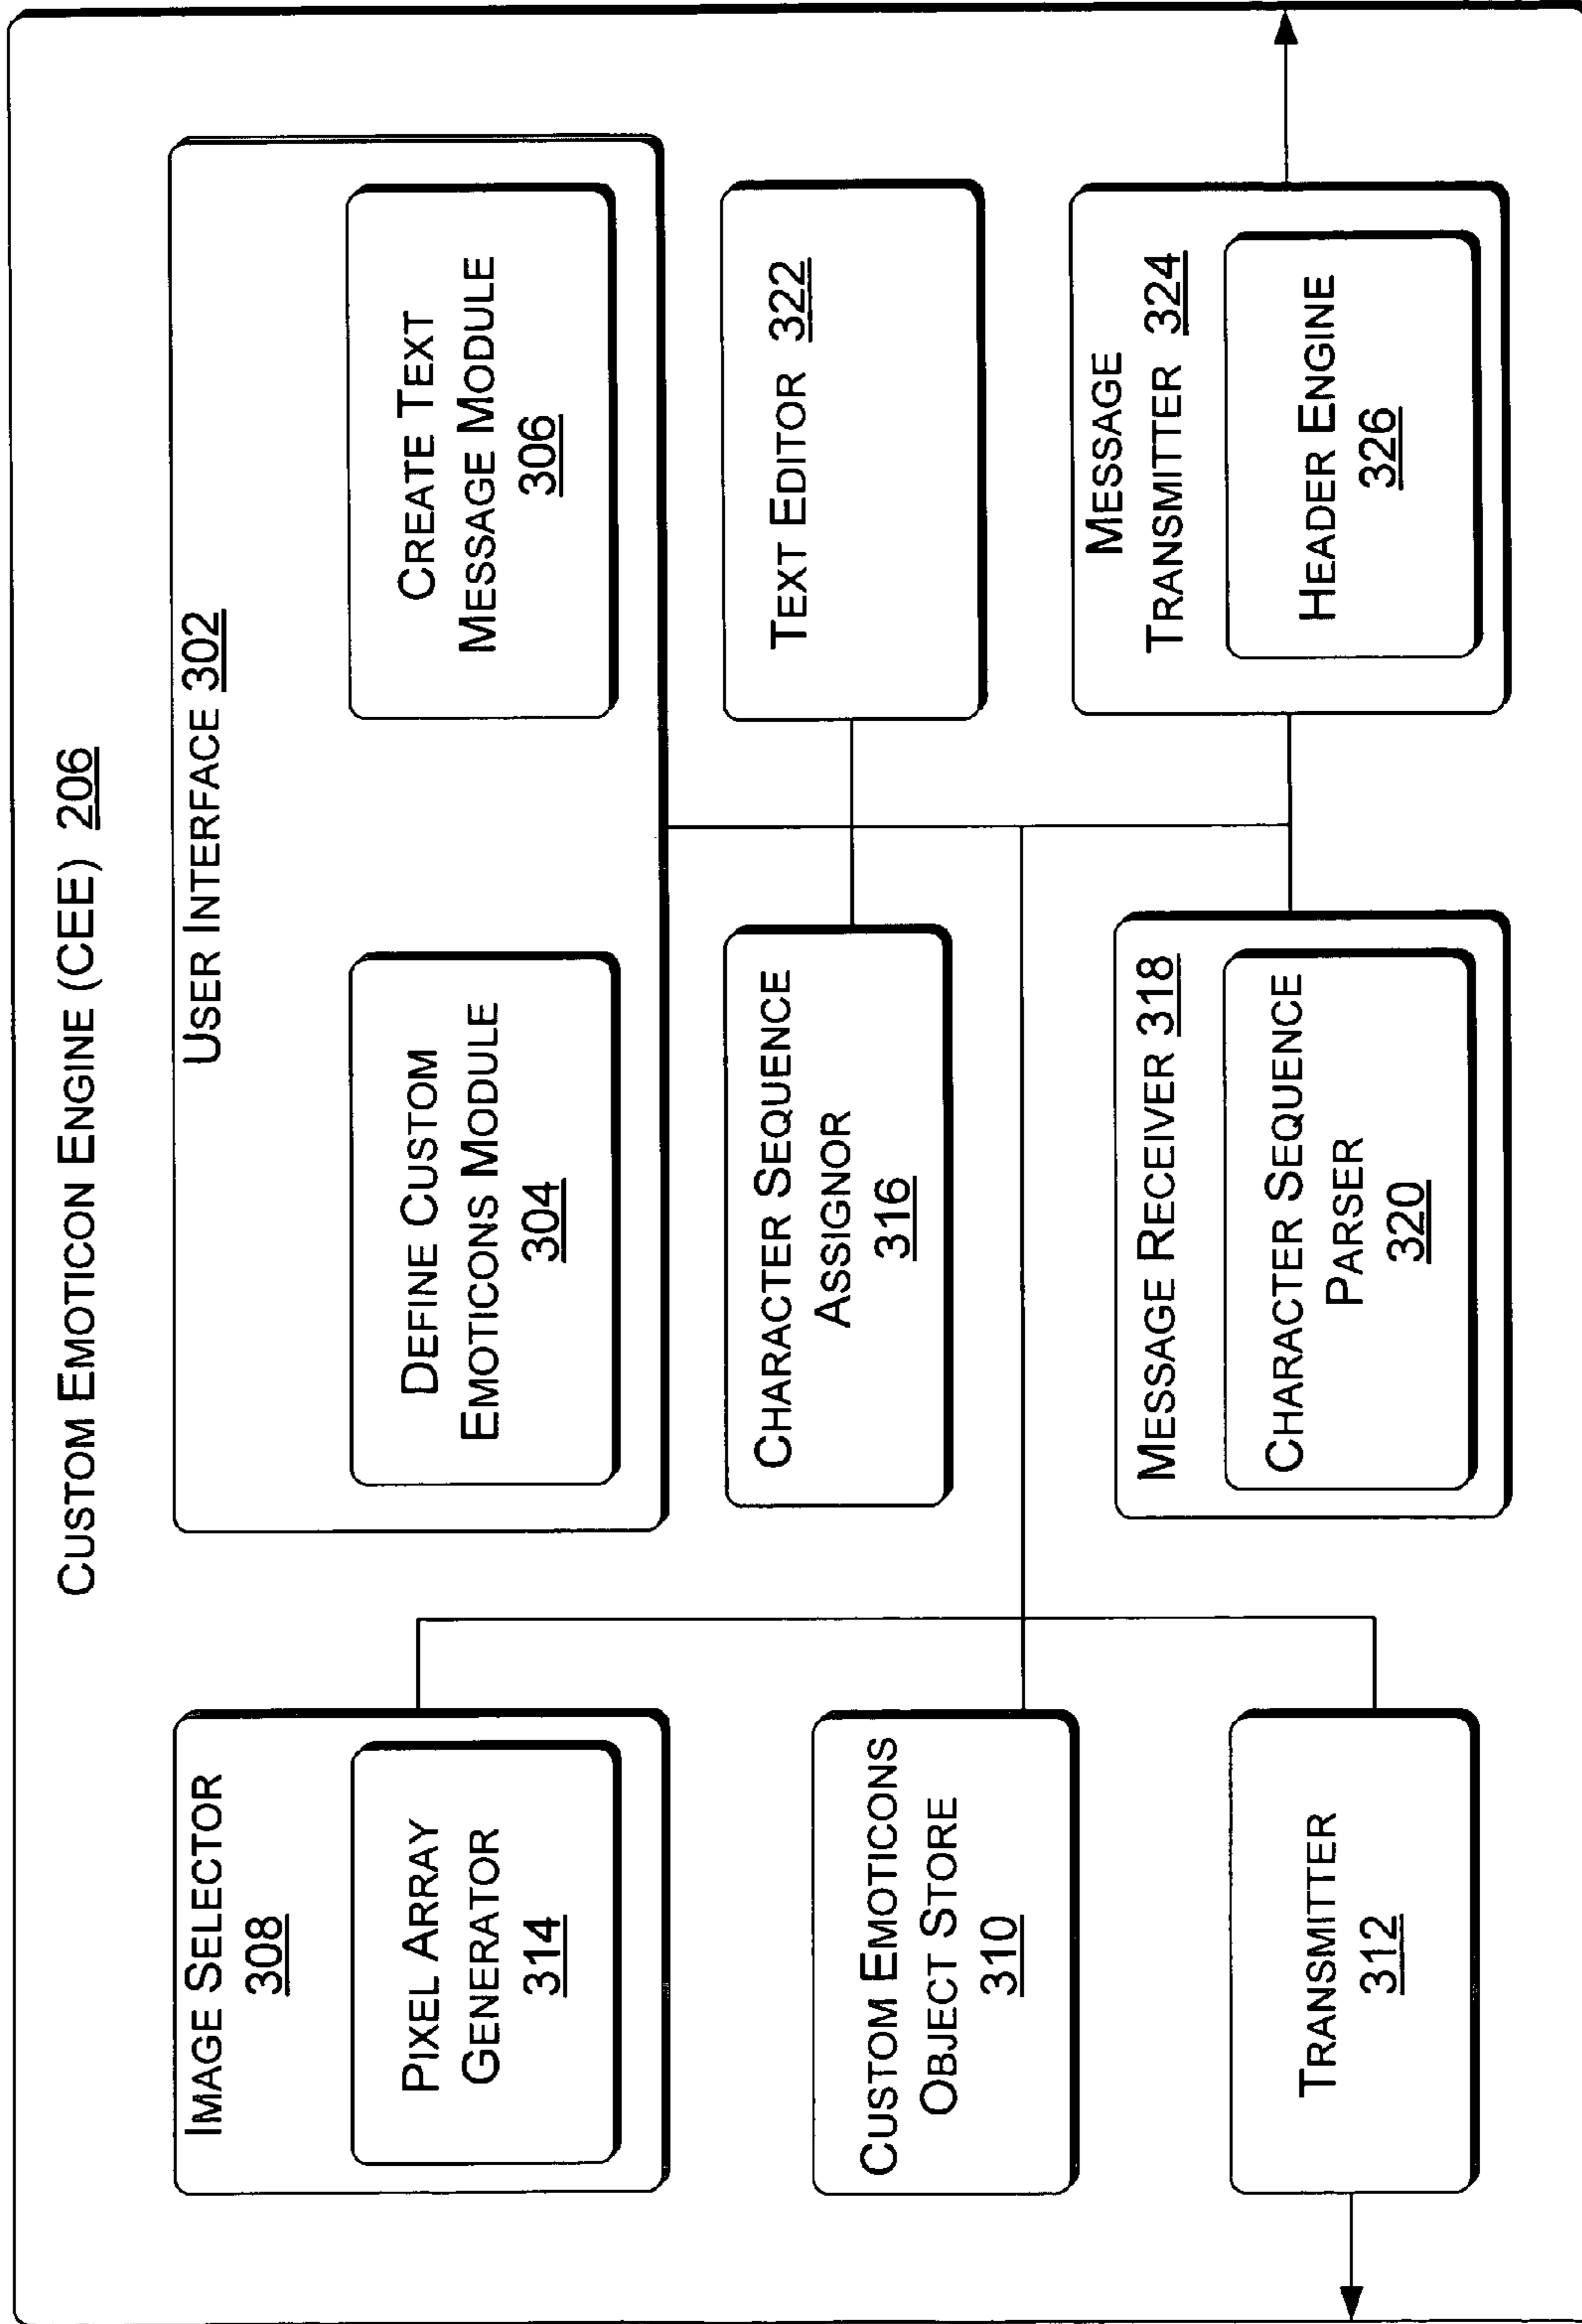 CUSTOM EMOTICON ENGINE (CEE) 206
USER INTERFACE 302
DEFINE CUSTOM
EMOTICONS MODULE
304
CREATE TEXT
MESSAGE MODULE
306
IMAGE SELECTOR
308
PIXEL ARRAY
GENERATOR
314
CHARACTER SEQUENCE
ASSIGNOR
316
TEXT EDITOR 322
CUSTOM EMOTICONS
OBJECT STORE
310
MESSAGE RECEIVER 318
CHARACTER SEQUENCE
PARSER
320
MESSAGE
TRANSMITTER 324
HEADER ENGINE
326
TRANSMITTER
312